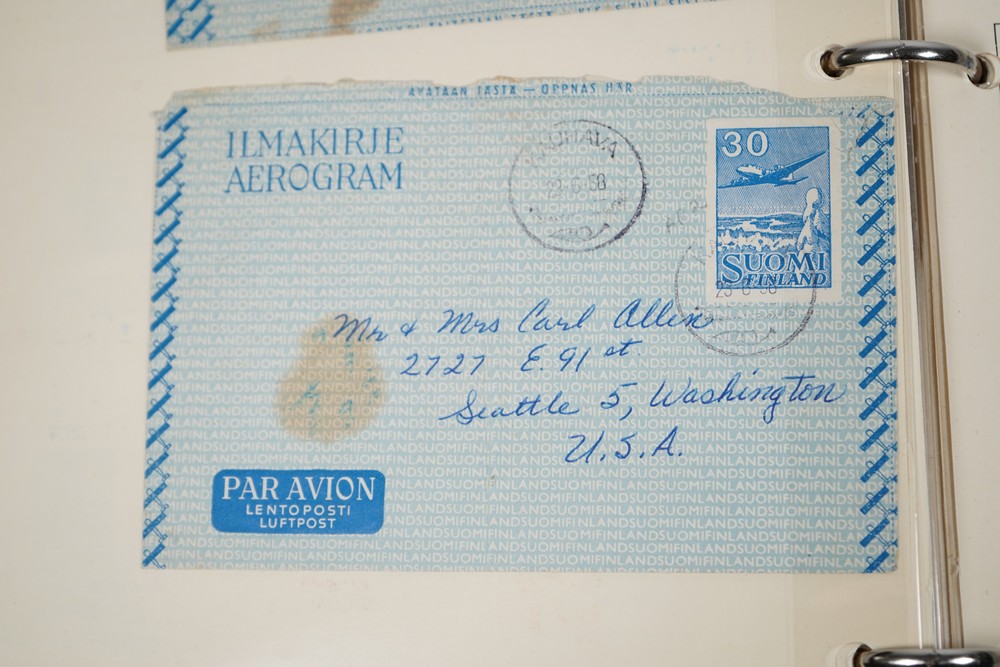 AVATAAN TÄSTÄ — ÖPPNAS HÄR
ILMAKIRJE
AEROGRAM
30
SUOMI
FINLAND
Mr & Mrs Carl Allen
2727 E. 91 st.
Seattle 5, Washington
U.S.A.
PAR AVION
LENTOPOSTI
LUFTPOST